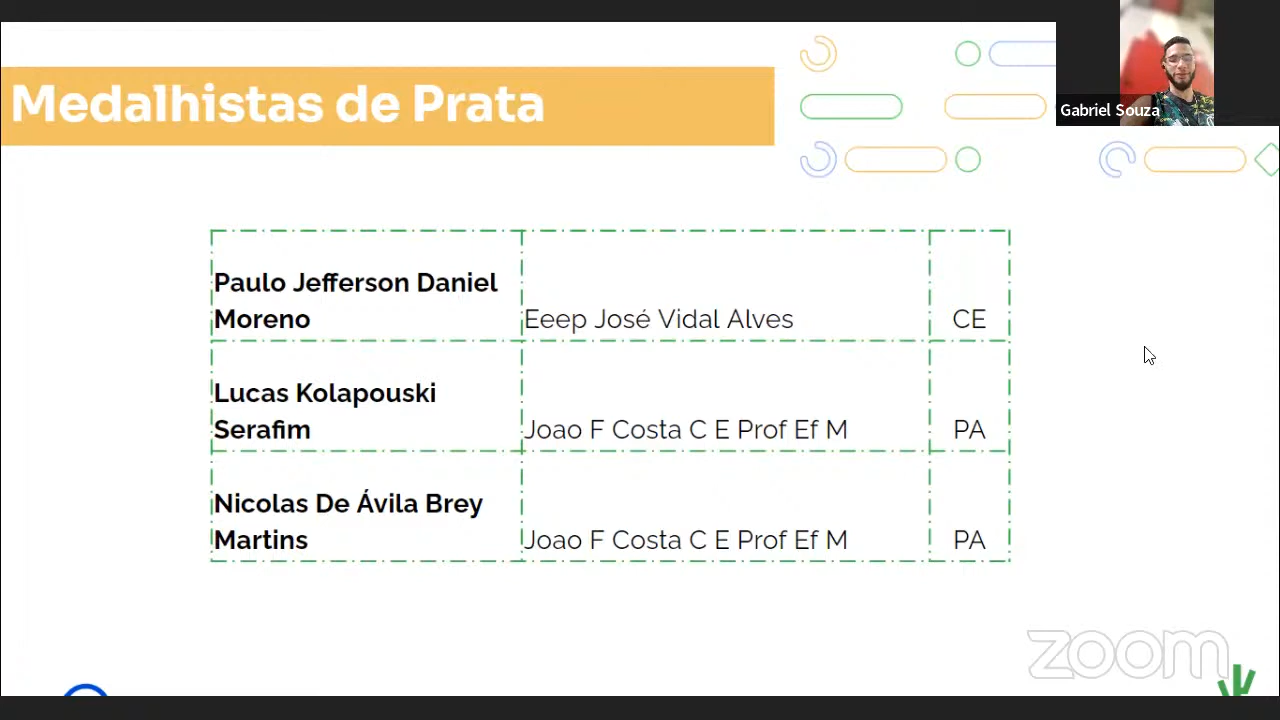 Medalhistas de Prata
Gabriel Souza
Paulo Jefferson Daniel
Moreno
Eeep José Vidal Alves
CE
Lucas Kolapouski
Serafim
Joao F Costa C E Prof Ef M
PA
Nicolas De Ávila Brey
Martins
Joao F Costa C E Prof Ef M
PA
zoom